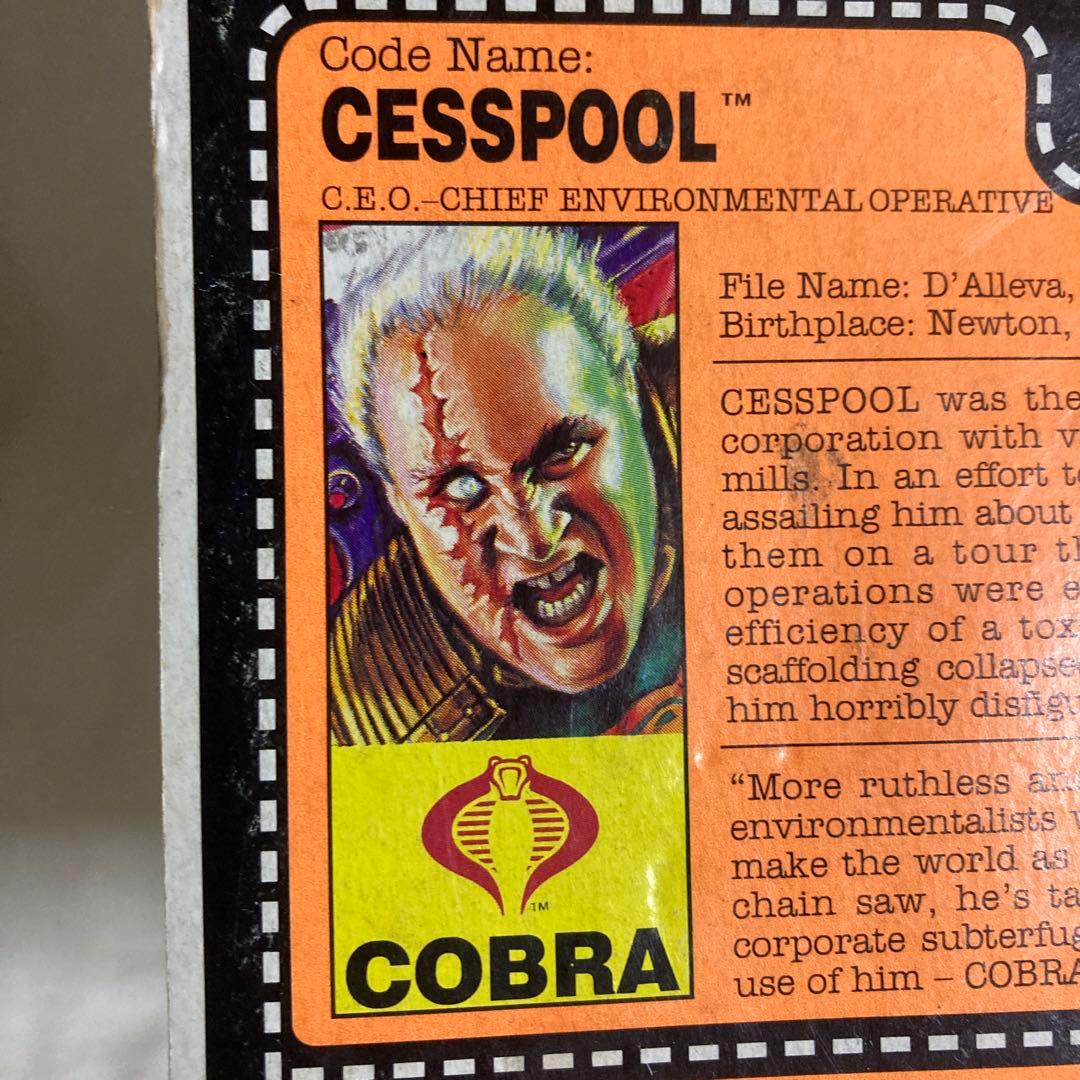 Code Name:
CESSPOOL™
C.E.O.–CHIEF ENVIRONMENTAL OPERATIVE
File Name: D'Alleva,
Birthplace: Newton,
CESSPOOL was the
corporation with
mills. In an effort
assailing him about
them on a tour
operations were
efficiency of a
scaffolding collapse
him horribly
"More ruthless
environmentalists
make the world as
chain saw, he's
corporate
use of him – COBRA
TM
COBRA